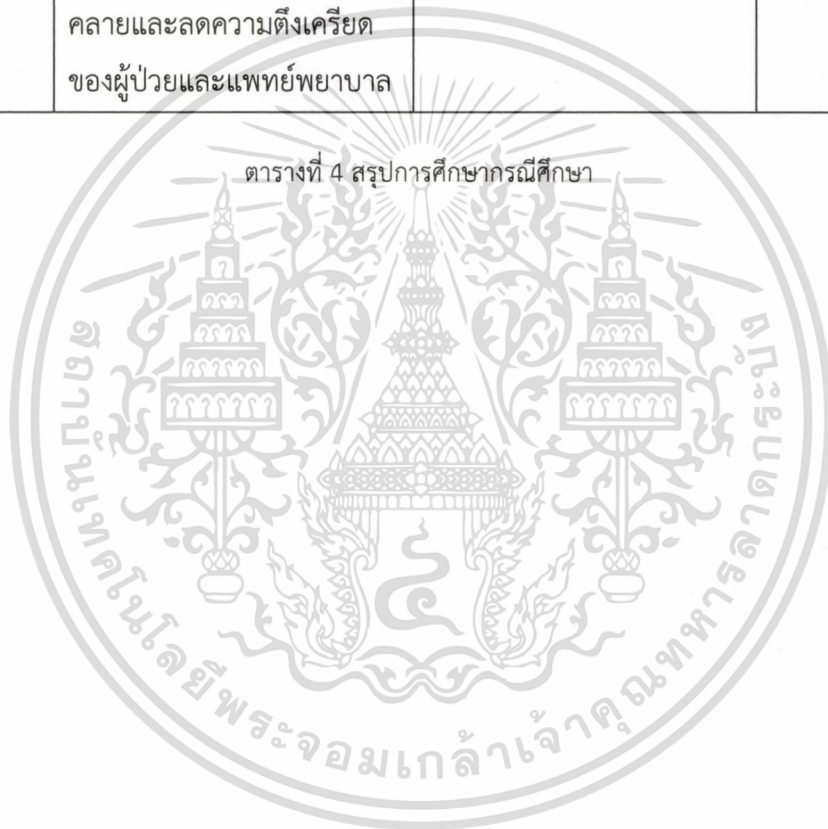 คลายและลดความตึงเครียด
ของผู้ป่วยและแพทย์พยาบาล
ตารางที่ 4 สรุปการศึกษากรณีศึกษา
สถาบันเทคโนโลยีพระจอมเกล้าเจ้าคุณทหารลาดกระบัง